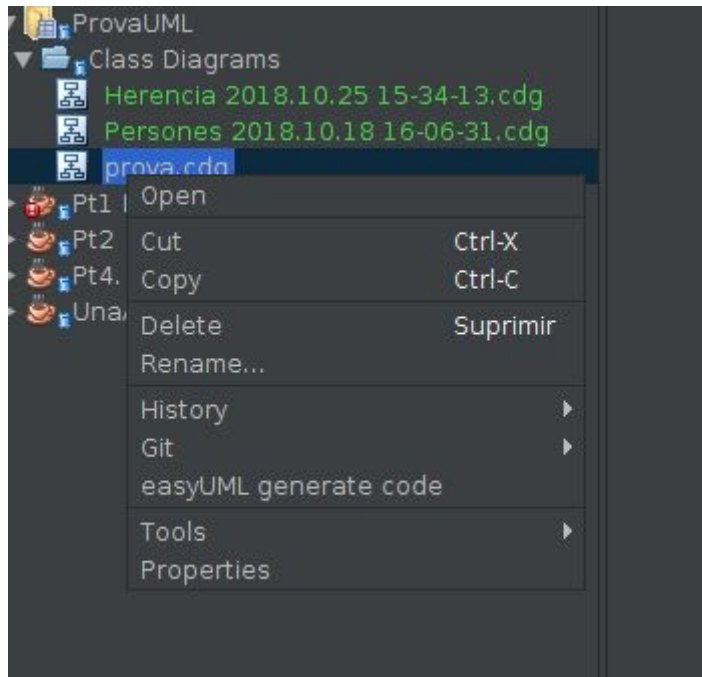 ProvaUML
Class Diagrams
Herencia 2018.10.25 15-34-13.cdg
Persones 2018.10.18 16-06-31.cdg
prova.cdg
Pt1
Pt2
Pt4.
Open
Cut Ctrl-X
Copy Ctrl-C
Delete Suprimir
Rename...
History
Git
easyUML generate code
Tools
Properties